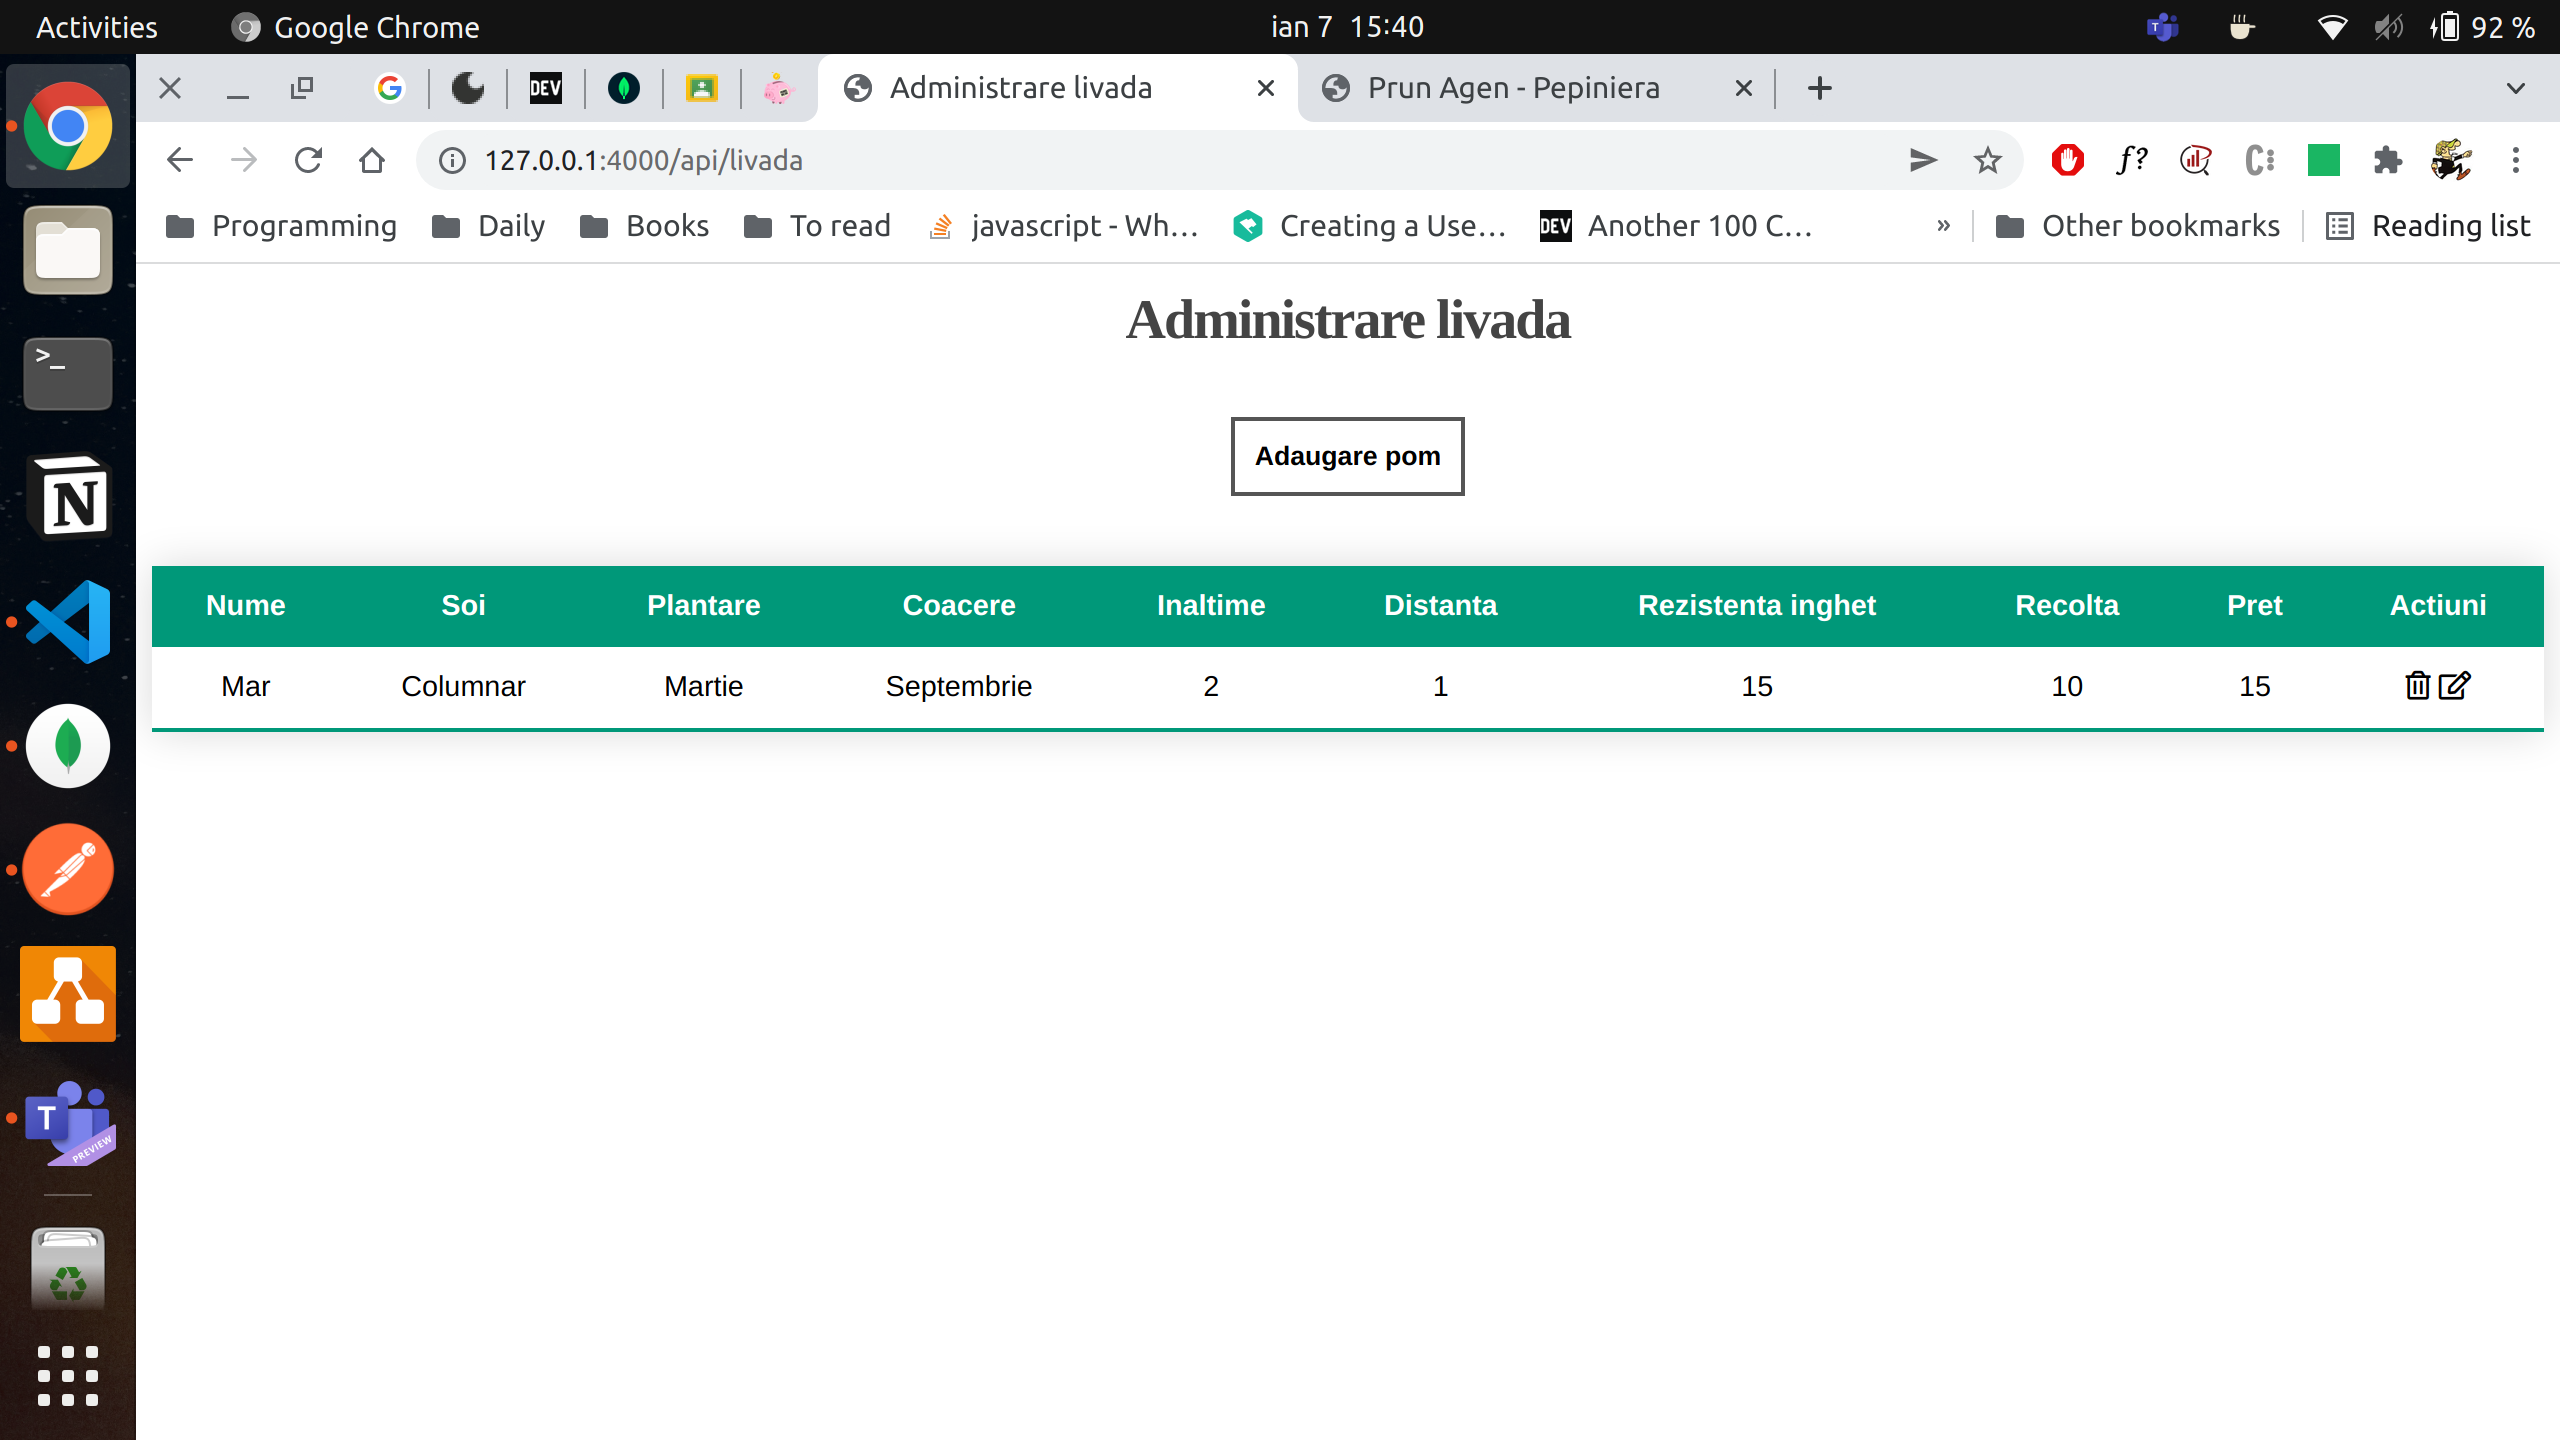 Activities Google Chrome ian 7 15:40 92 %
DEV Administrare livada Prun Agen - Pepiniera
127.0.0.1:4000/api/livada f?
Programming Daily Books To read javascript - Wh... Creating a Use... DEV Another 100 C... » Other bookmarks Reading list
Administrare livada
Adaugare pom
Nume Soi Plantare Coacere Inaltime Distanta Rezistenta inghet Recolta Pret Actiuni
Mar Columnar Martie Septembrie 2 1 15 10 15
>_
N
T
PREVIEW